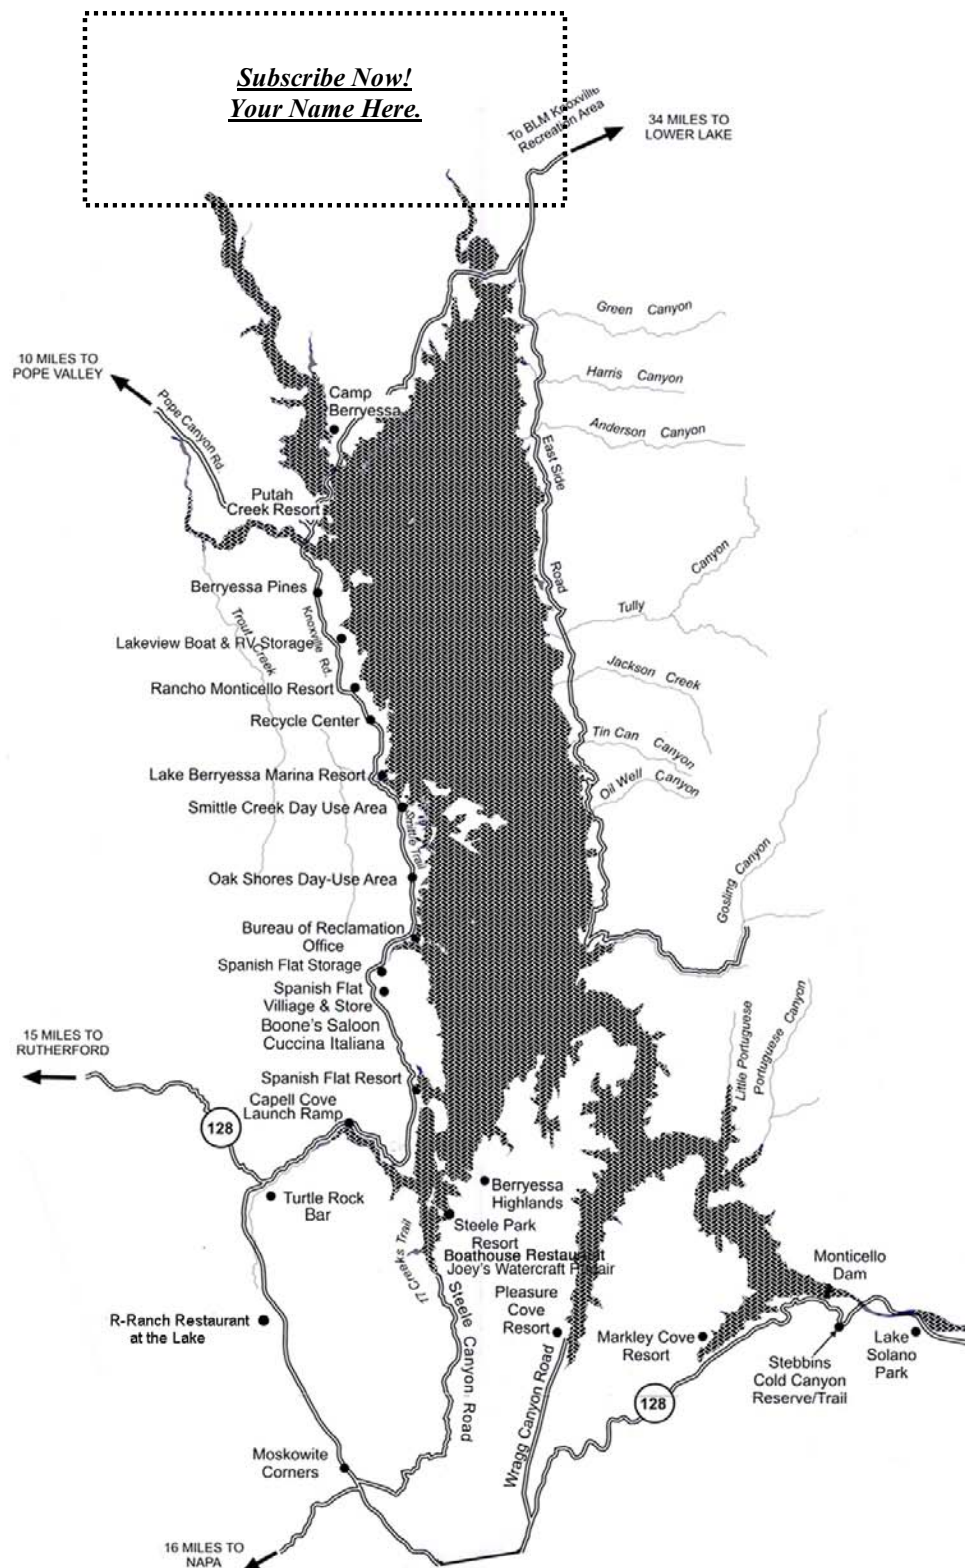 Subscribe Now!
Your Name Here.
To BLM Knoxville
Recreation Area
34 MILES TO
LOWER LAKE
Green Canyon
10 MILES TO
POPE VALLEY
Harris Canyon
Camp
Berryessa
Pope Canyon Rd.
Anderson Canyon
East Side
Road
Putah
Creek Resort
Canyon
Tully
Berryessa Pines
Knoxville Rd.
Trout Creek
Lakeview Boat & RV Storage
Jackson Creek
Rancho Monticello Resort
Recycle Center
Tin Can Canyon
Lake Berryessa Marina Resort
Oil Well Canyon
Smittle Creek Day Use Area
Smittle Trail
Gosling Canyon
Oak Shores Day-Use Area
Bureau of Reclamation
Office
Spanish Flat Storage
Spanish Flat
Villiage & Store
Boone's Saloon
Cuccina Italiana
Little Portuguese
Portuguese Canyon
15 MILES TO
RUTHERFORD
Spanish Flat Resort
Capell Cove
Launch Ramp
128
Berryessa
Highlands
Turtle Rock
Bar
Steele Park
Resort
Boathouse Restaurant
Joey's Watercraft Repair
17 Creeks Trail
Steele Canyon Road
Monticello
Dam
Pleasure
Cove
Resort
R-Ranch Restaurant
at the Lake
Markley Cove
Resort
Stebbins
Cold Canyon
Reserve/Trail
Lake
Solano
Park
Wragg Canyon Road
128
Moskowite
Corners
16 MILES TO
NAPA